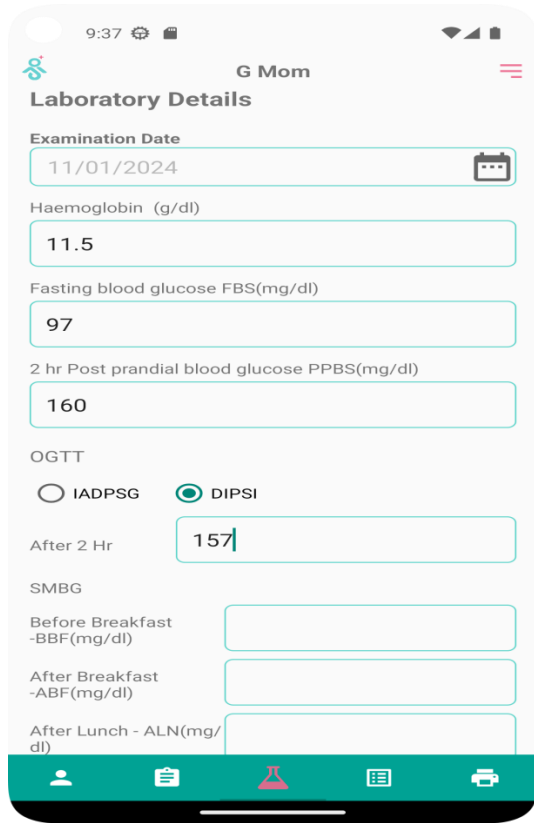 9:37
G Mom
Laboratory Details
Examination Date
11/01/2024
Haemoglobin (g/dl)
11.5
Fasting blood glucose FBS(mg/dl)
97
2 hr Post prandial blood glucose PPBS(mg/dl)
160
OGTT
IADPSG DIPSI
After 2 Hr 157
SMBG
Before Breakfast
-BBF(mg/dl)
After Breakfast
-ABF(mg/dl)
After Lunch - ALN(mg/
dl)